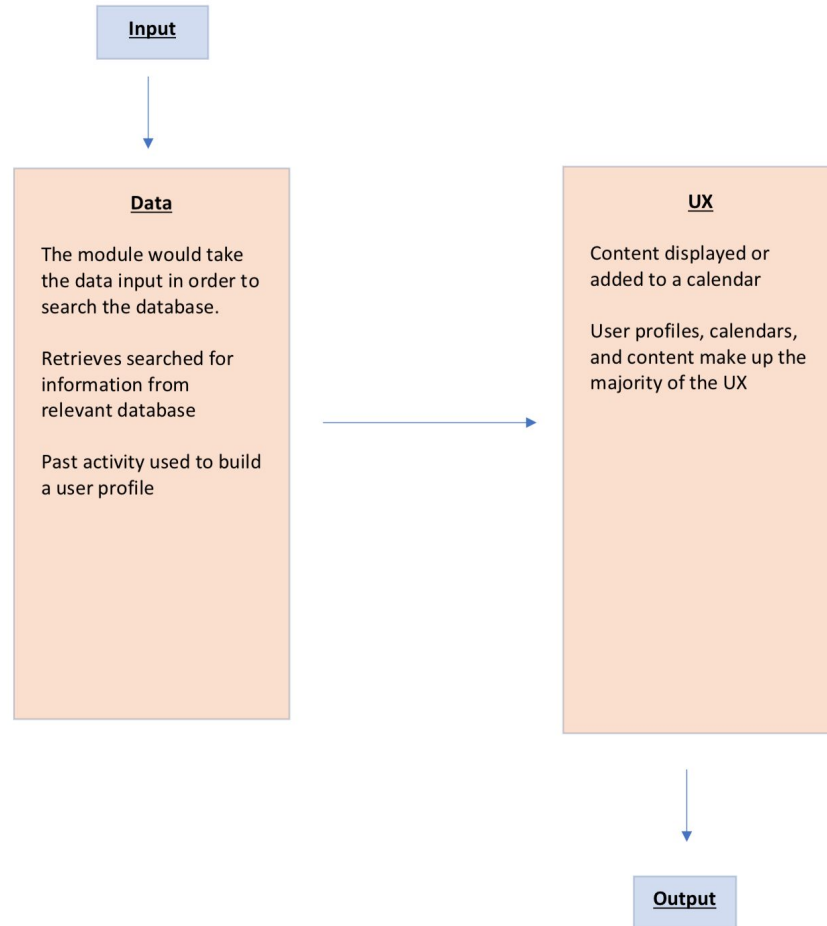 Input
Data
The module would take
the data input in order to
search the database.
Retrieves searched for
information from
relevant database
Past activity used to build
a user profile
UX
Content displayed or
added to a calendar
User profiles, calendars,
and content make up the
majority of the UX
Output